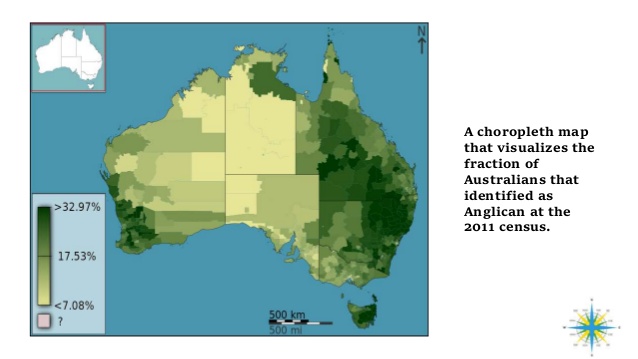 N
>32.97%
17.53%
<7.08%
?
500 km
500 mi
A choropleth map
that visualizes the
fraction of
Australians that
identified as
Anglican at the
2011 census.